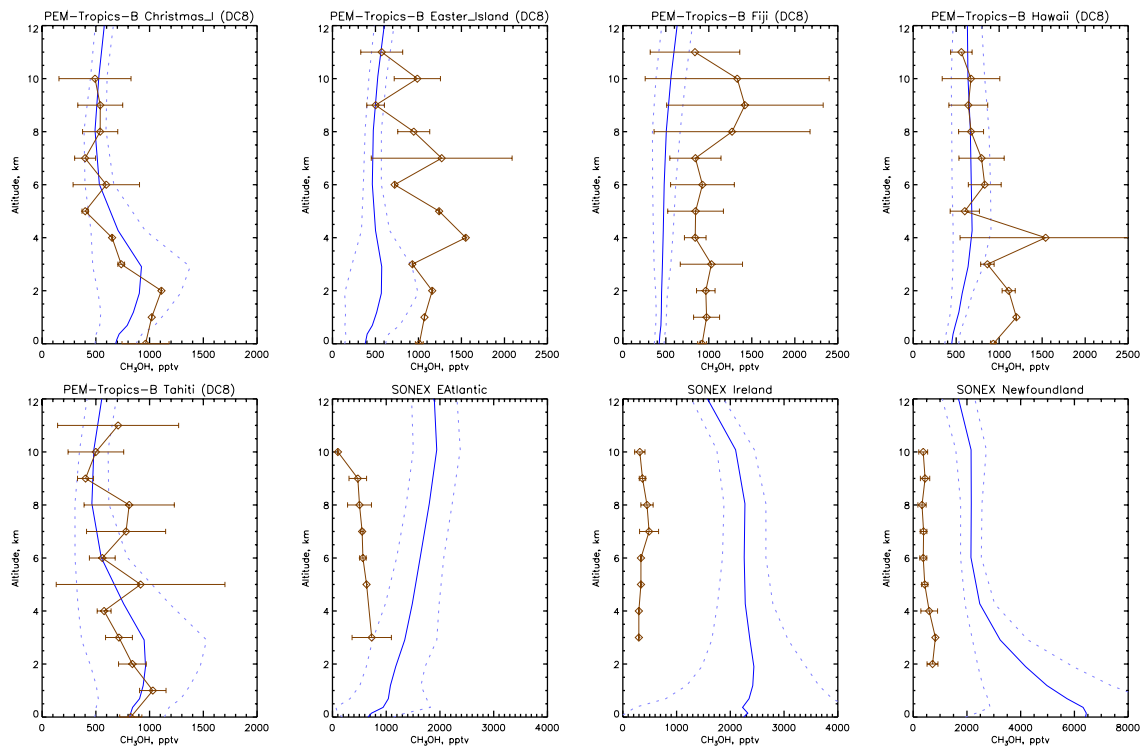 PEM-Tropics-B Christmas_I (DC8)
12
10
8
6
4
2
0
Altitude, km
0 500 1000 1500 2000
CH₃OH, pptv
PEM-Tropics-B Easter_Island (DC8)
12
10
8
6
4
2
0
Altitude, km
0 500 1000 1500 2000 2500
CH₃OH, pptv
PEM-Tropics-B Fiji (DC8)
12
10
8
6
4
2
0
Altitude, km
0 500 1000 1500 2000 2500
CH₃OH, pptv
PEM-Tropics-B Hawaii (DC8)
12
10
8
6
4
2
0
Altitude, km
0 500 1000 1500 2000 2500
CH₃OH, pptv
PEM-Tropics-B Tahiti (DC8)
12
10
8
6
4
2
0
Altitude, km
0 500 1000 1500 2000
CH₃OH, pptv
SONEX EAtlantic
12
10
8
6
4
2
0
Altitude, km
0 1000 2000 3000 4000
CH₃OH, pptv
SONEX Ireland
12
10
8
6
4
2
0
Altitude, km
0 1000 2000 3000 4000
CH₃OH, pptv
SONEX Newfoundland
12
10
8
6
4
2
0
Altitude, km
0 2000 4000 6000 8000
CH₃OH, pptv